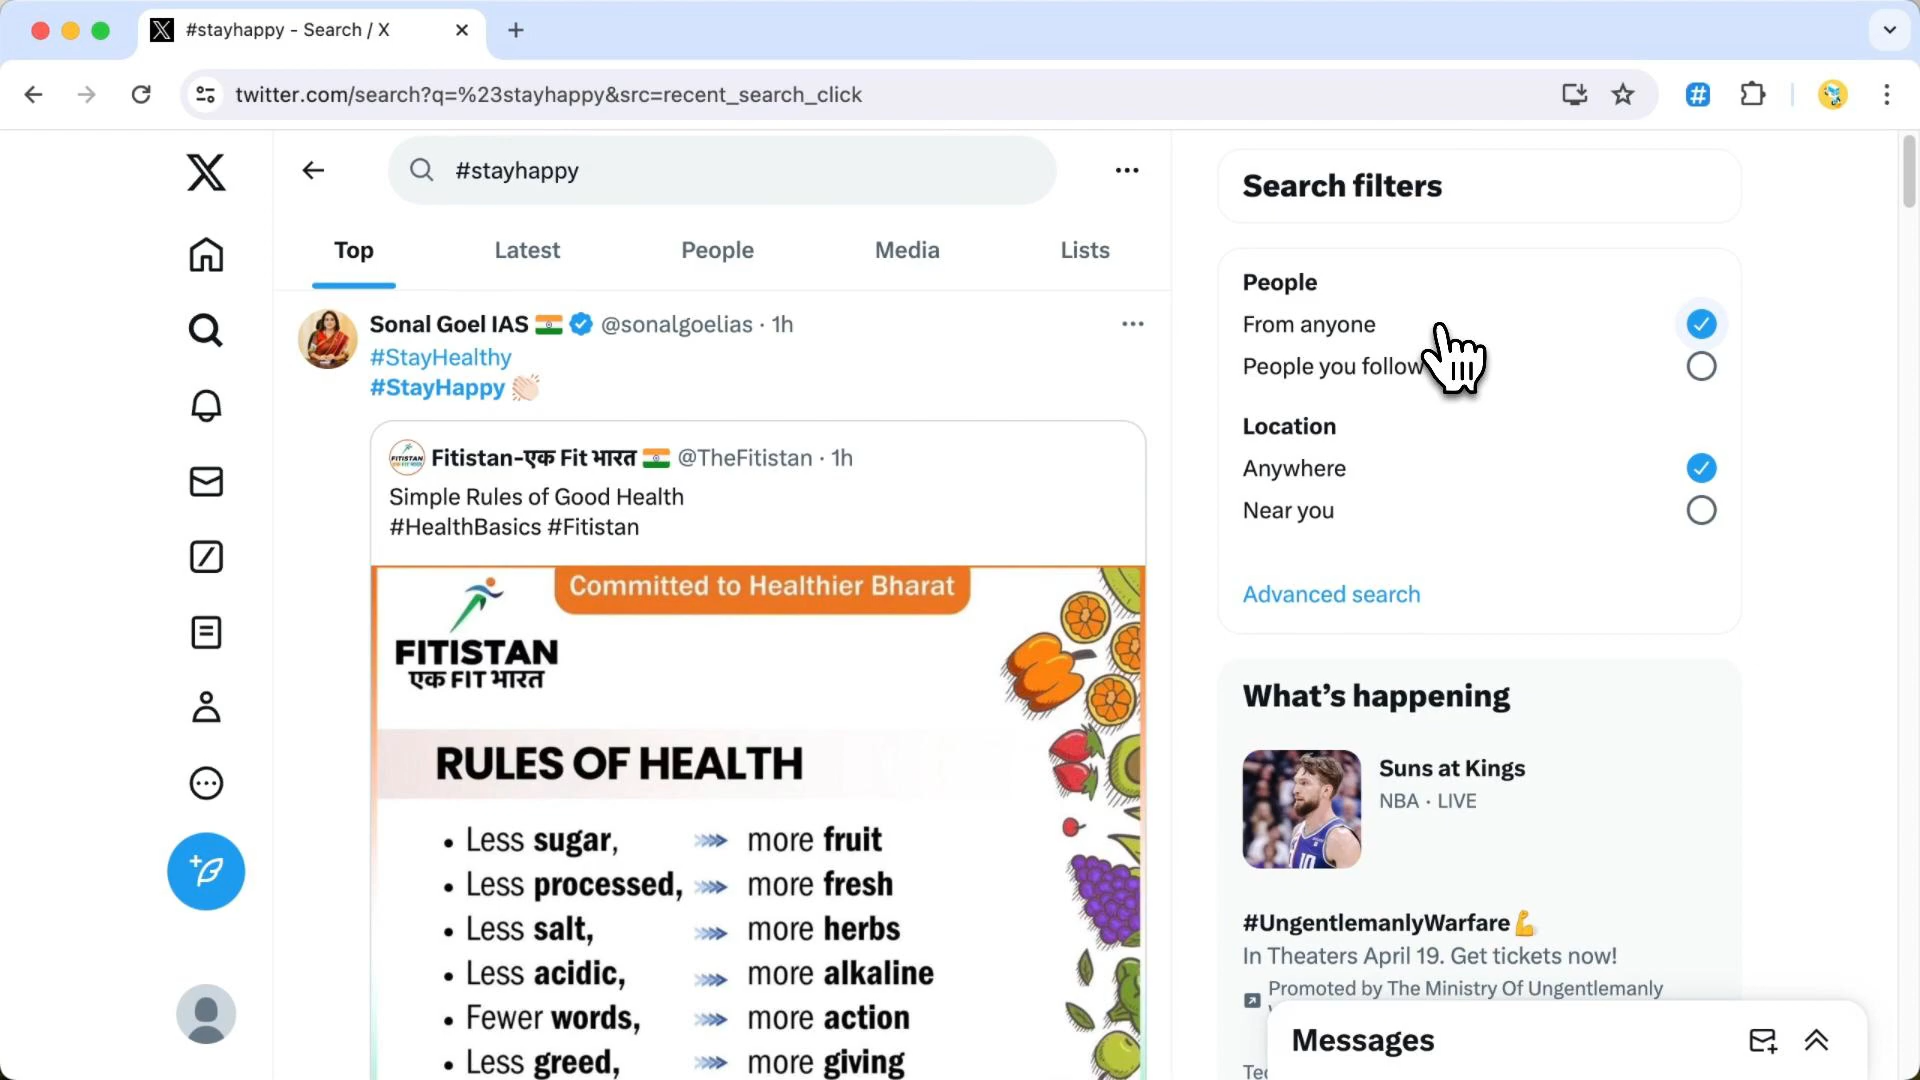 #stayhappy - Search / X
twitter.com/search?q=%23stayhappy&src=recent_search_click
#stayhappy
Top Latest People Media Lists
Sonal Goel IAS @sonalgoelias · 1h
#StayHealthy
#StayHappy 👏🏻
FITISTAN
Fitistan-एक Fit भारत @TheFitistan · 1h
Simple Rules of Good Health
#HealthBasics #Fitistan
Committed to Healthier Bharat
FITISTAN
एक FIT भारत
RULES OF HEALTH
• Less sugar, more fruit
• Less processed, more fresh
• Less salt, more herbs
• Less acidic, more alkaline
• Fewer words, more action
• Less greed, more giving
Search filters
People
From anyone
People you follow
Location
Anywhere
Near you
Advanced search
What’s happening
Suns at Kings
NBA · LIVE
#UngentlemanlyWarfare💪
In Theaters April 19. Get tickets now!
Promoted by The Ministry Of Ungentlemanly
Messages